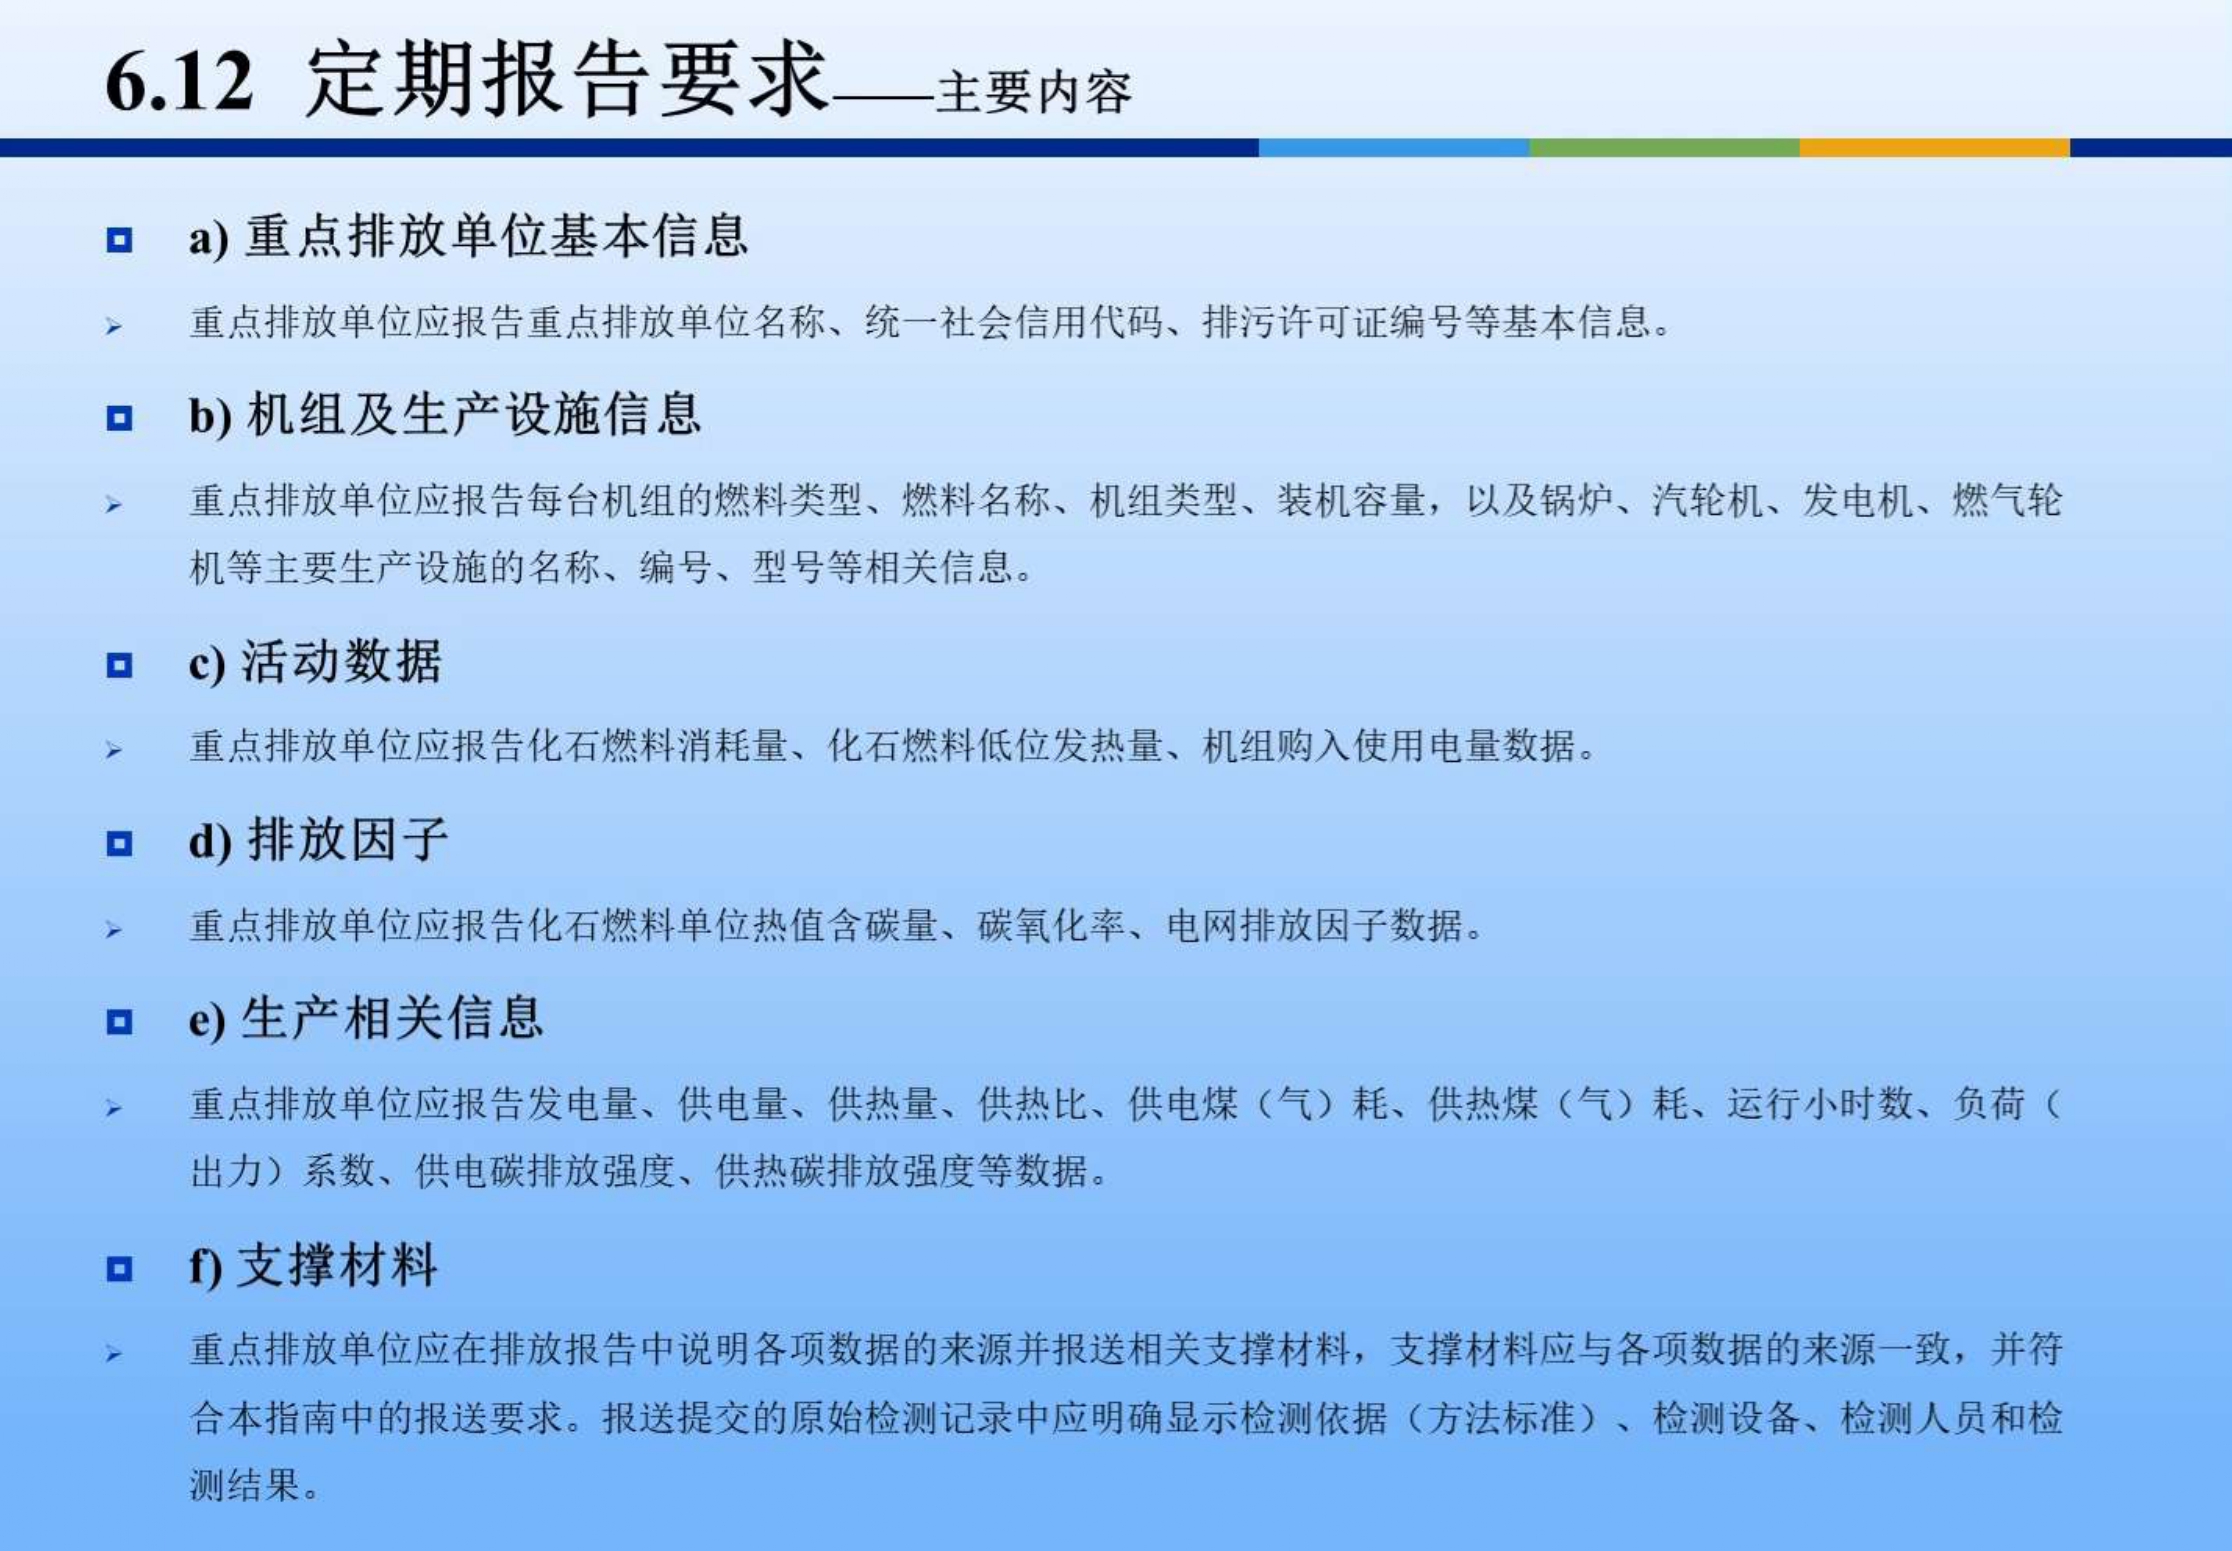 6.12 定期报告要求——主要内容
a) 重点排放单位基本信息
重点排放单位应报告重点排放单位名称、统一社会信用代码、排污许可证编号等基本信息。
b) 机组及生产设施信息
重点排放单位应报告每台机组的燃料类型、燃料名称、机组类型、装机容量，以及锅炉、汽轮机、发电机、燃气轮
机等主要生产设施的名称、编号、型号等相关信息。
c) 活动数据
重点排放单位应报告化石燃料消耗量、化石燃料低位发热量、机组购入使用电量数据。
d) 排放因子
重点排放单位应报告化石燃料单位热值含碳量、碳氧化率、电网排放因子数据。
e) 生产相关信息
重点排放单位应报告发电量、供电量、供热量、供热比、供电煤（气）耗、供热煤（气）耗、运行小时数、负荷（
出力）系数、供电碳排放强度、供热碳排放强度等数据。
f) 支撑材料
重点排放单位应在排放报告中说明各项数据的来源并报送相关支撑材料，支撑材料应与各项数据的来源一致，并符
合本指南中的报送要求。报送提交的原始检测记录中应明确显示检测依据（方法标准）、检测设备、检测人员和检
测结果。